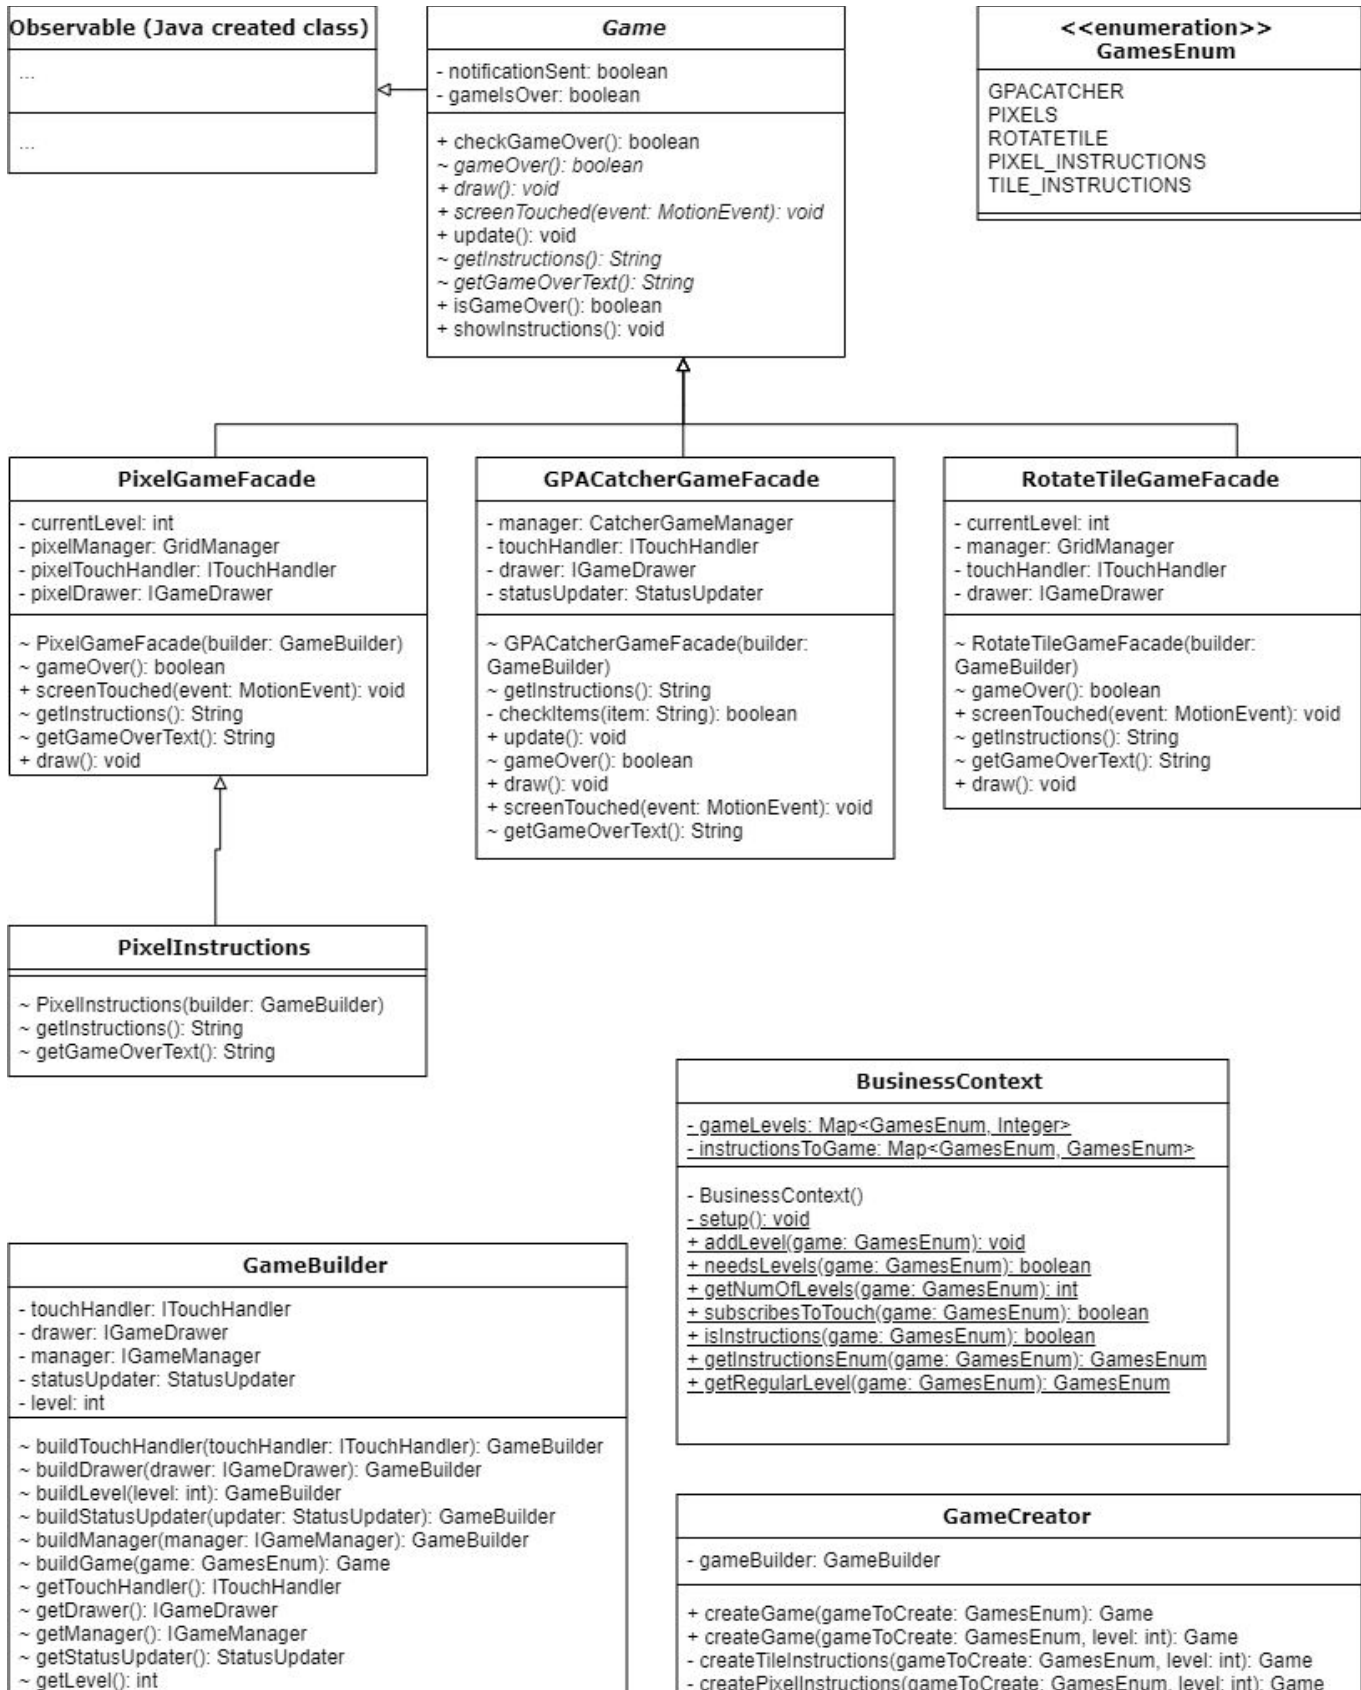 Observable (Java created class)
...
...
Game
- notificationSent: boolean
- gameIsOver: boolean
+ checkGameOver(): boolean
~ gameOver(): boolean
+ draw(): void
+ screenTouched(event: MotionEvent): void
+ update(): void
~ getInstructions(): String
~ getGameOverText(): String
+ isGameOver(): boolean
+ showInstructions(): void
<<enumeration>>
GamesEnum
GPACATCHER
PIXELS
ROTATETILE
PIXEL_INSTRUCTIONS
TILE_INSTRUCTIONS
PixelGameFacade
- currentLevel: int
- pixelManager: GridManager
- pixelTouchHandler: ITouchHandler
- pixelDrawer: IGameDrawer
~ PixelGameFacade(builder: GameBuilder)
~ gameOver(): boolean
+ screenTouched(event: MotionEvent): void
~ getInstructions(): String
~ getGameOverText(): String
+ draw(): void
GPACatcherGameFacade
- manager: CatcherGameManager
- touchHandler: ITouchHandler
- drawer: IGameDrawer
- statusUpdater: StatusUpdater
~ GPACatcherGameFacade(builder:
GameBuilder)
~ getInstructions(): String
- checkItems(item: String): boolean
+ update(): void
~ gameOver(): boolean
+ draw(): void
+ screenTouched(event: MotionEvent): void
~ getGameOverText(): String
RotateTileGameFacade
- currentLevel: int
- manager: GridManager
- touchHandler: ITouchHandler
- drawer: IGameDrawer
~ RotateTileGameFacade(builder:
GameBuilder)
~ gameOver(): boolean
+ screenTouched(event: MotionEvent): void
~ getInstructions(): String
~ getGameOverText(): String
+ draw(): void
PixelInstructions
~ PixelInstructions(builder: GameBuilder)
~ getInstructions(): String
~ getGameOverText(): String
BusinessContext
- gameLevels: Map<GamesEnum, Integer>
- instructionsToGame: Map<GamesEnum, GamesEnum>
- BusinessContext()
- setup(): void
+ addLevel(game: GamesEnum): void
+ needsLevels(game: GamesEnum): boolean
+ getNumOfLevels(game: GamesEnum): int
+ subscribesToTouch(game: GamesEnum): boolean
+ isInstructions(game: GamesEnum): boolean
+ getInstructionsEnum(game: GamesEnum): GamesEnum
+ getRegularLevel(game: GamesEnum): GamesEnum
GameBuilder
- touchHandler: ITouchHandler
- drawer: IGameDrawer
- manager: IGameManager
- statusUpdater: StatusUpdater
- level: int
~ buildTouchHandler(touchHandler: ITouchHandler): GameBuilder
~ buildDrawer(drawer: IGameDrawer): GameBuilder
~ buildLevel(level: int): GameBuilder
~ buildStatusUpdater(updater: StatusUpdater): GameBuilder
~ buildManager(manager: IGameManager): GameBuilder
~ buildGame(game: GamesEnum): Game
~ getTouchHandler(): ITouchHandler
~ getDrawer(): IGameDrawer
~ getManager(): IGameManager
~ getStatusUpdater(): StatusUpdater
~ getLevel(): int
GameCreator
- gameBuilder: GameBuilder
+ createGame(gameToCreate: GamesEnum): Game
+ createGame(gameToCreate: GamesEnum, level: int): Game
- createTileInstructions(gameToCreate: GamesEnum, level: int): Game
- createPixelInstructions(gameToCreate: GamesEnum, level: int): Game